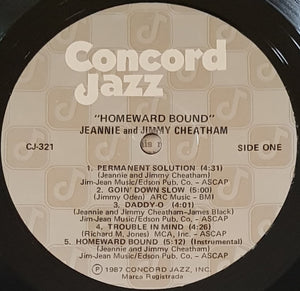 Concord
Jazz
"HOMEWARD BOUND"
JEANNIE and JIMMY CHEATHAM
CJ-321
SIDE ONE
1. PERMANENT SOLUTION (4:31)
(Jeannie and Jimmy Cheatham)
Jim-Jean Music/Edson Pub. Co. - ASCAP
2. GOIN' DOWN SLOW (5:00)
(Jimmy Oden) ARC Music - BMI
3. DADDY-O (4:01)
(Jeannie and Jimmy Cheatham-James Black)
Jim-Jean Music/Edson Pub. Co. - ASCAP
4. TROUBLE IN MIND (4:26)
(Richard M. Jones) MCA, Inc. - ASCAP
5. HOMEWARD BOUND (5:12) (Instrumental)
(Jeannie and Jimmy Cheatham)
Jim-Jean Music/Edson Pub. Co. - ASCAP
Ⓟ 1987 CONCORD JAZZ, INC.
Marca Registrada